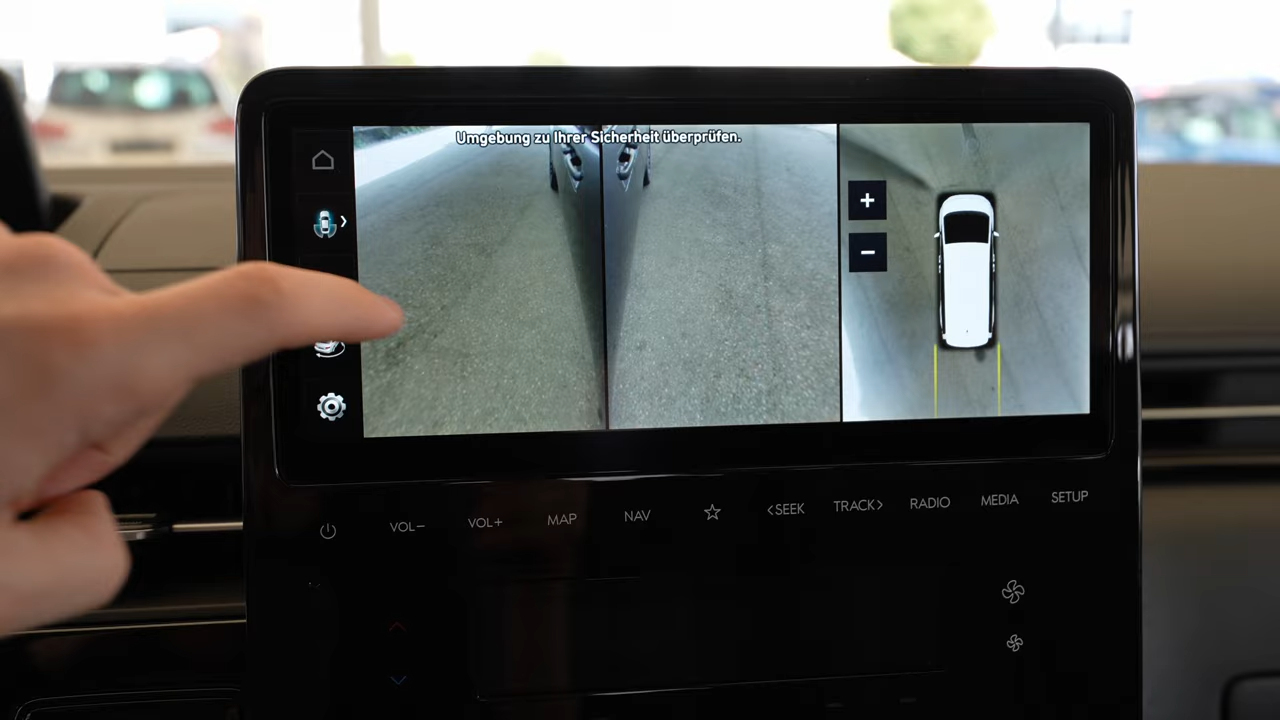 Umgebung zu Ihrer Sicherheit überprüfen.
+
−
VOL− VOL+ MAP NAV <SEEK TRACK> RADIO MEDIA SETUP